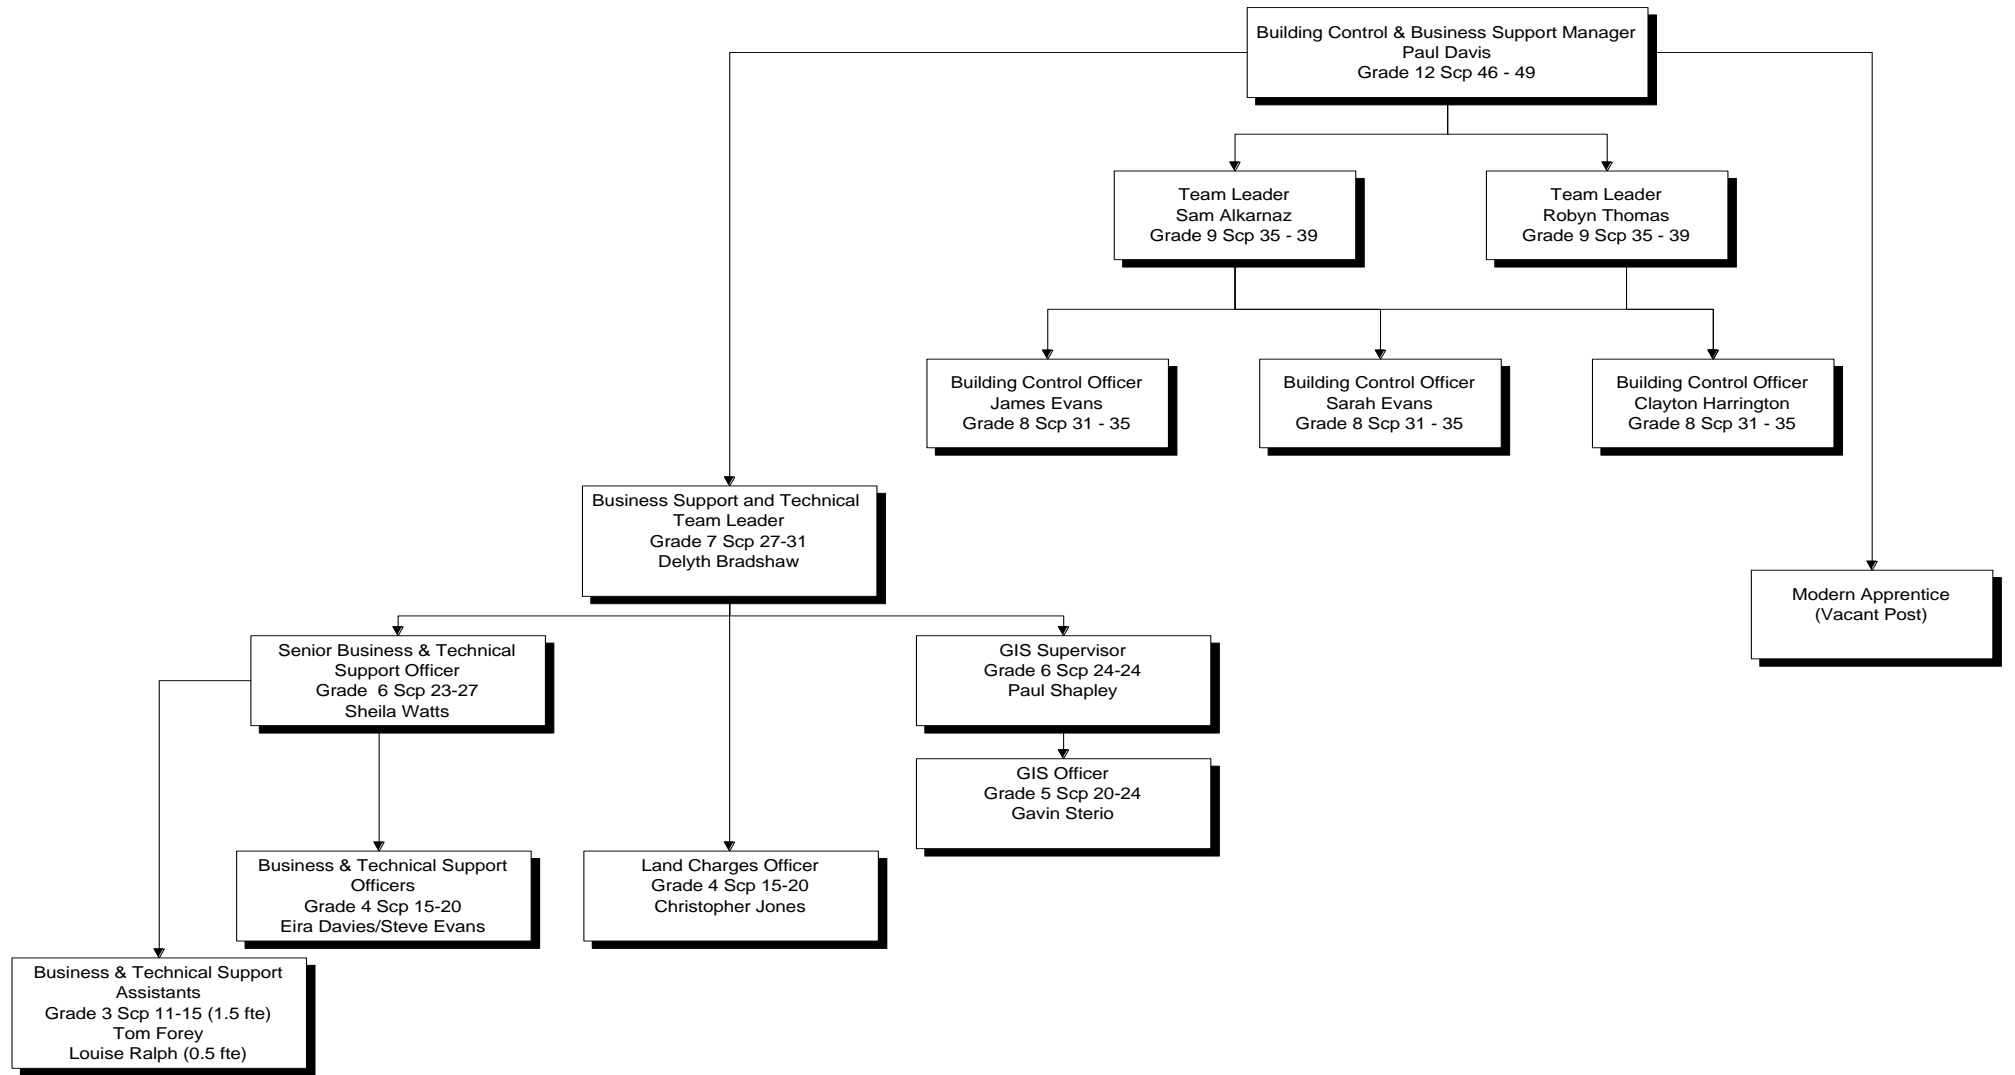 Building Control & Business Support Manager
Paul Davis
Grade 12 Scp 46 - 49
Team Leader
Sam Alkarnaz
Grade 9 Scp 35 - 39
Team Leader
Robyn Thomas
Grade 9 Scp 35 - 39
Building Control Officer
James Evans
Grade 8 Scp 31 - 35
Building Control Officer
Sarah Evans
Grade 8 Scp 31 - 35
Building Control Officer
Clayton Harrington
Grade 8 Scp 31 - 35
Business Support and Technical
Team Leader
Grade 7 Scp 27-31
Delyth Bradshaw
Modern Apprentice
(Vacant Post)
Senior Business & Technical
Support Officer
Grade  6 Scp 23-27
Sheila Watts
GIS Supervisor
Grade 6 Scp 24-24
Paul Shapley
GIS Officer
Grade 5 Scp 20-24
Gavin Sterio
Business & Technical Support
Officers
Grade 4 Scp 15-20
Eira Davies/Steve Evans
Land Charges Officer
Grade 4 Scp 15-20
Christopher Jones
Business & Technical Support
Assistants
Grade 3 Scp 11-15 (1.5 fte)
Tom Forey
Louise Ralph (0.5 fte)